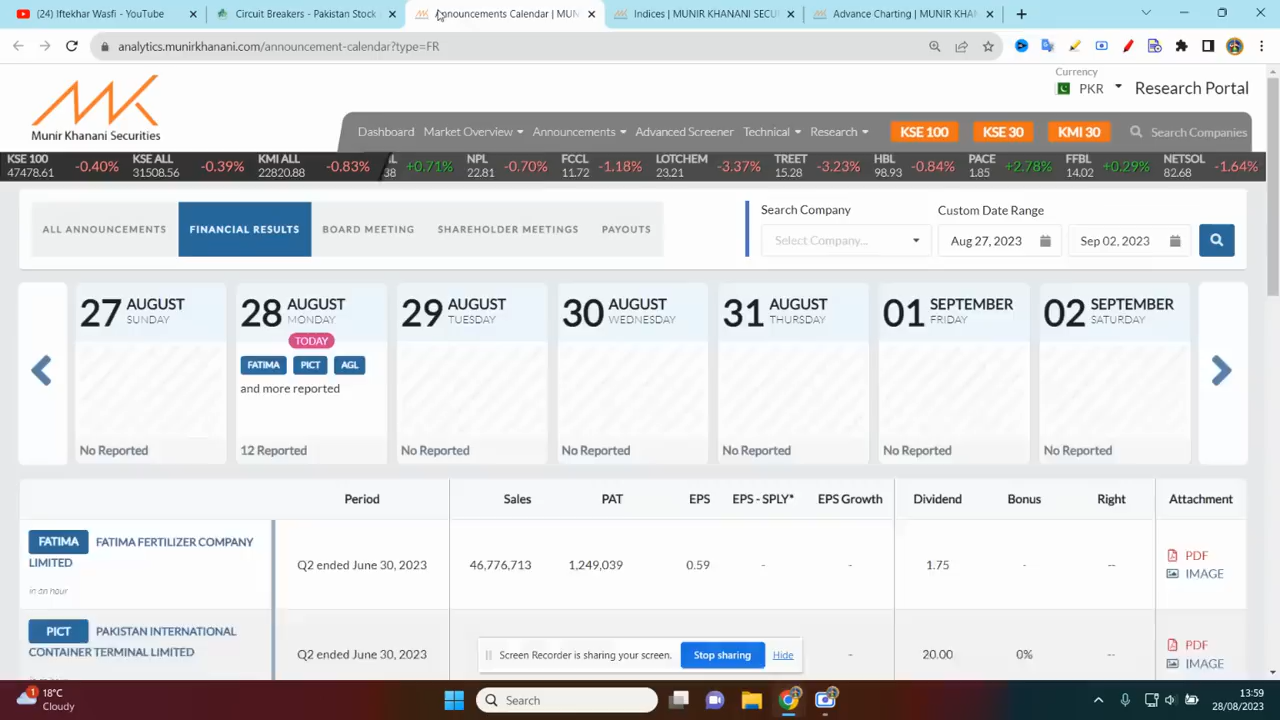 (24) Iftekhar Wasfi - YouTube
Circuit Breakers - Pakistan Stock
Announcements Calendar | MUN
Indices | MUNIR KHANANI SECU
Advance Charting | MUNIR KHAN
analytics.munirkhanani.com/announcement-calendar?type=FR
Munir Khanani Securities
Currency
PKR
Research Portal
Dashboard Market Overview Announcements Advanced Screener Technical Research KSE 100 KSE 30 KMI 30 Search Companies
KSE 100 47478.61 -0.40% KSE ALL 31508.56 -0.39% KMI ALL 22820.88 -0.83% +0.71% NPL 22.81 -0.70% FCCL 11.72 -1.18% LOTCHEM 23.21 -3.37% TREET 15.28 -3.23% HBL 98.93 -0.84% PACE 1.85 +2.78% FFBL 14.02 +0.29% NETSOL 82.68 -1.64%
ALL ANNOUNCEMENTS FINANCIAL RESULTS BOARD MEETING SHAREHOLDER MEETINGS PAYOUTS
Search Company
Select Company...
Custom Date Range
Aug 27, 2023 Sep 02, 2023
27 AUGUST SUNDAY
No Reported
28 AUGUST MONDAY
TODAY
FATIMA PICT AGL
and more reported
12 Reported
29 AUGUST TUESDAY
No Reported
30 AUGUST WEDNESDAY
No Reported
31 AUGUST THURSDAY
No Reported
01 SEPTEMBER FRIDAY
No Reported
02 SEPTEMBER SATURDAY
No Reported
Period Sales PAT EPS EPS - SPLY* EPS Growth Dividend Bonus Right Attachment
FATIMA FATIMA FERTILIZER COMPANY
LIMITED
in an hour
Q2 ended June 30, 2023 46,776,713 1,249,039 0.59 - - 1.75 - --
PDF
IMAGE
PICT PAKISTAN INTERNATIONAL
CONTAINER TERMINAL LIMITED
Q2 ended June 30, 2023 - 20.00 0% --
PDF
IMAGE
Screen Recorder is sharing your screen. Stop sharing Hide
1
18°C
Cloudy
Search
13:59
28/08/2023